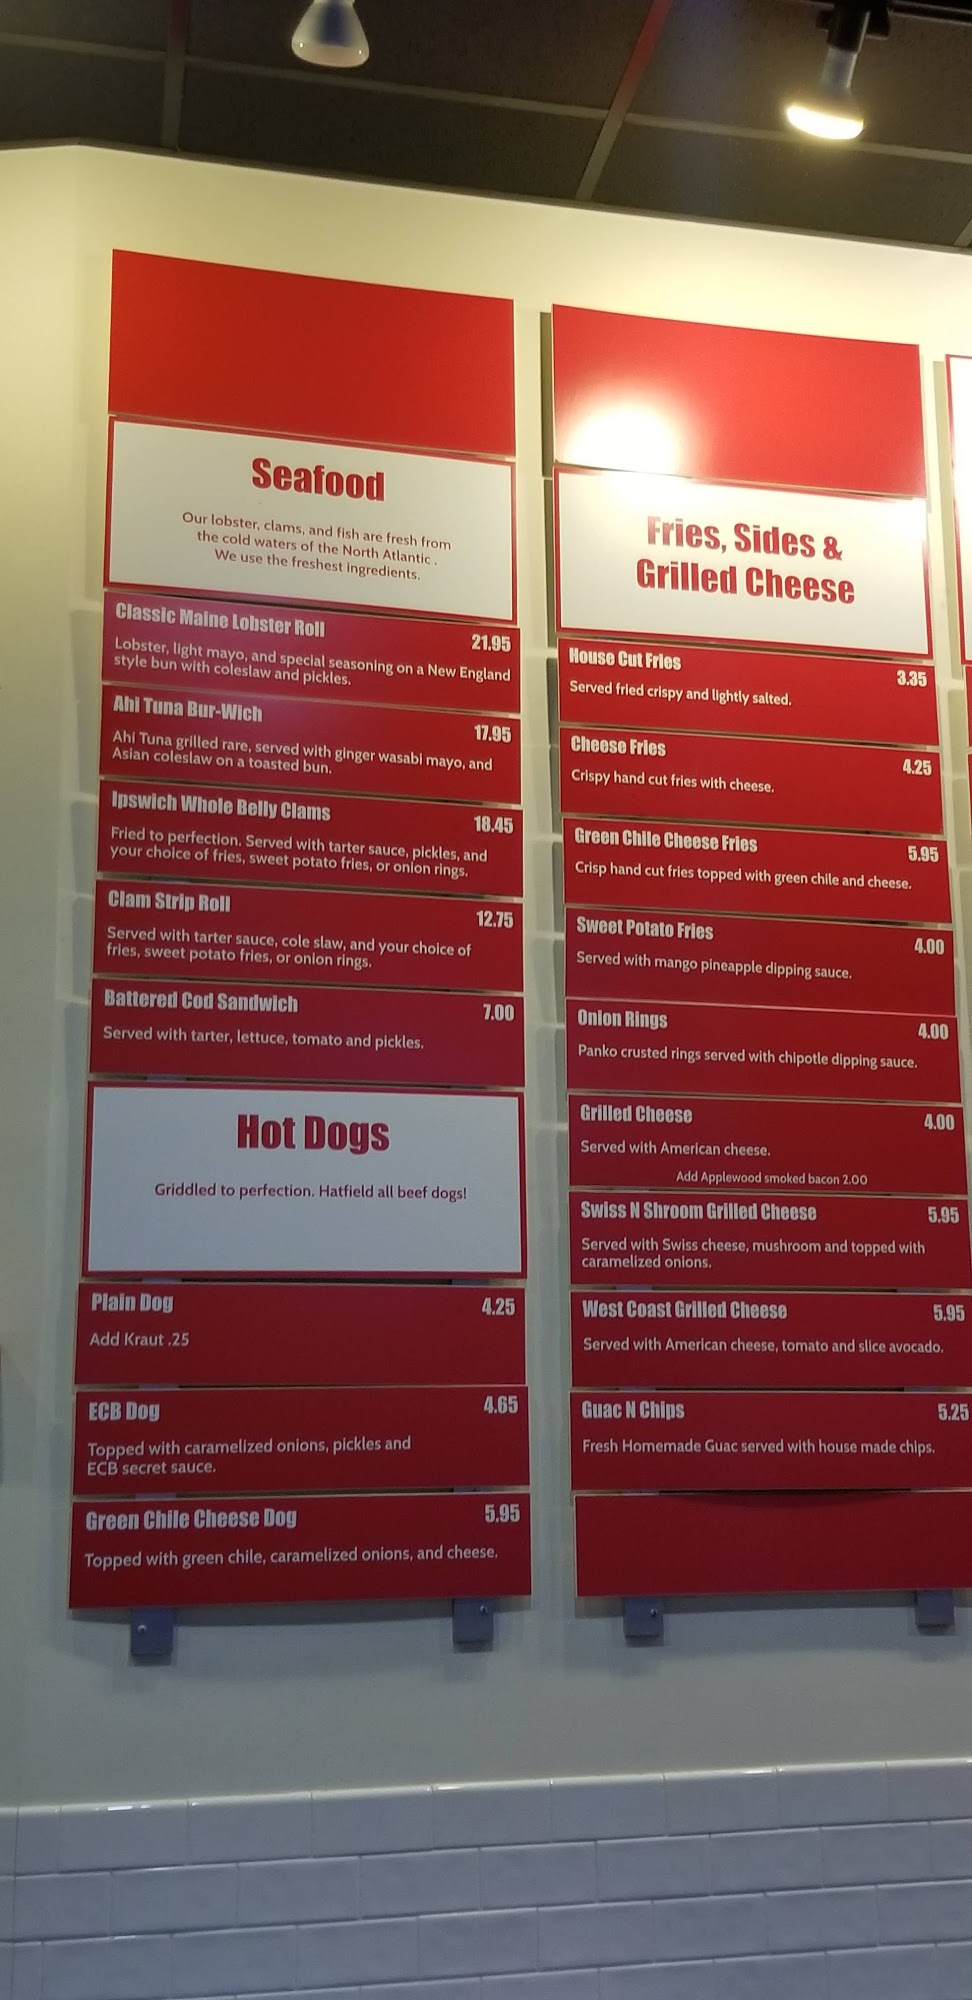 Seafood
Our lobster, clams, and fish are fresh from
the cold waters of the North Atlantic .
We use the freshest ingredients.
Classic Maine Lobster Roll
21.95
Lobster, light mayo, and special seasoning on a New England
style bun with coleslaw and pickles.
Ahi Tuna Bur-Wich
17.95
Ahi Tuna grilled rare, served with ginger wasabi mayo, and
Asian coleslaw on a toasted bun.
Ipswich Whole Belly Clams
18.45
Fried to perfection. Served with tarter sauce, pickles, and
your choice of fries, sweet potato fries, or onion rings.
Clam Strip Roll
12.75
Served with tarter sauce, cole slaw, and your choice of
fries, sweet potato fries, or onion rings.
Battered Cod Sandwich
7.00
Served with tarter, lettuce, tomato and pickles.
Hot Dogs
Griddled to perfection. Hatfield all beef dogs!
Plain Dog
4.25
Add Kraut .25
ECB Dog
4.65
Topped with caramelized onions, pickles and
ECB secret sauce.
Green Chile Cheese Dog
5.95
Topped with green chile, caramelized onions, and cheese.
Fries, Sides &
Grilled Cheese
House Cut Fries
3.35
Served fried crispy and lightly salted.
Cheese Fries
4.25
Crispy hand cut fries with cheese.
Green Chile Cheese Fries
5.95
Crisp hand cut fries topped with green chile and cheese.
Sweet Potato Fries
4.00
Served with mango pineapple dipping sauce.
Onion Rings
4.00
Panko crusted rings served with chipotle dipping sauce.
Grilled Cheese
4.00
Served with American cheese.
Add Applewood smoked bacon 2.00
Swiss N Shroom Grilled Cheese
5.95
Served with Swiss cheese, mushroom and topped with
caramelized onions.
West Coast Grilled Cheese
5.95
Served with American cheese, tomato and slice avocado.
Guac N Chips
5.25
Fresh Homemade Guac served with house made chips.